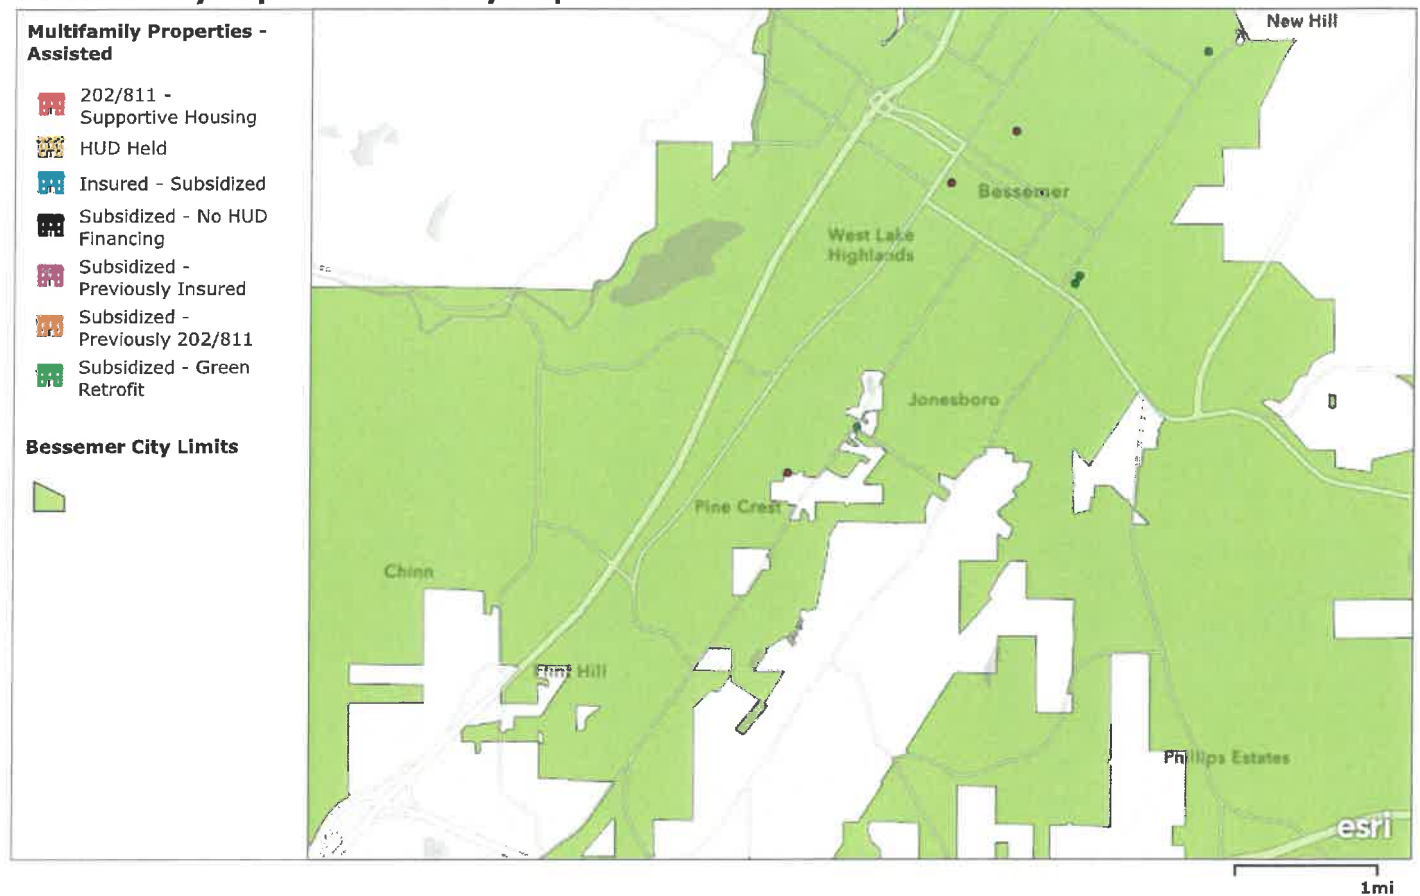 Multifamily Properties -
Assisted
202/811 -
Supportive Housing
HUD Held
Insured - Subsidized
Subsidized - No HUD
Financing
Subsidized -
Previously Insured
Subsidized -
Previously 202/811
Subsidized - Green
Retrofit
Bessemer City Limits
New Hill
Bessemer
West Lake
Highlands
Jonesboro
Pine Crest
Chinn
Flint Hill
Phillips Estates
esri
1mi